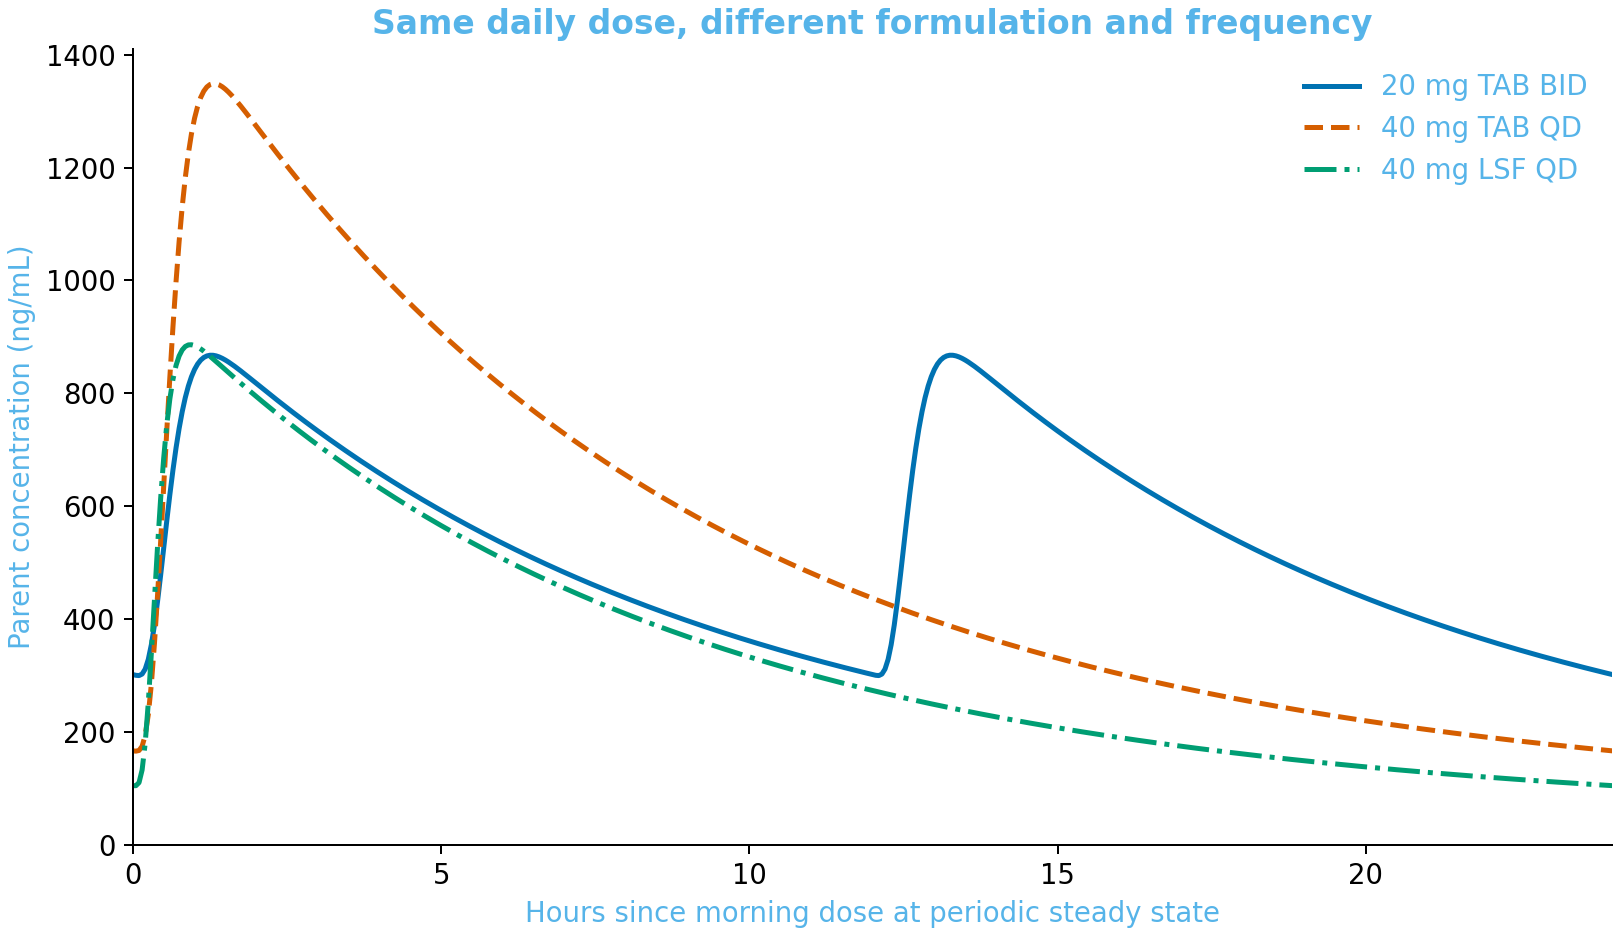 Same daily dose, different formulation and frequency
20 mg TAB BID
40 mg TAB QD
40 mg LSF QD
Parent concentration (ng/mL)
1400
1200
1000
800
600
400
200
0
0 5 10 15 20
Hours since morning dose at periodic steady state